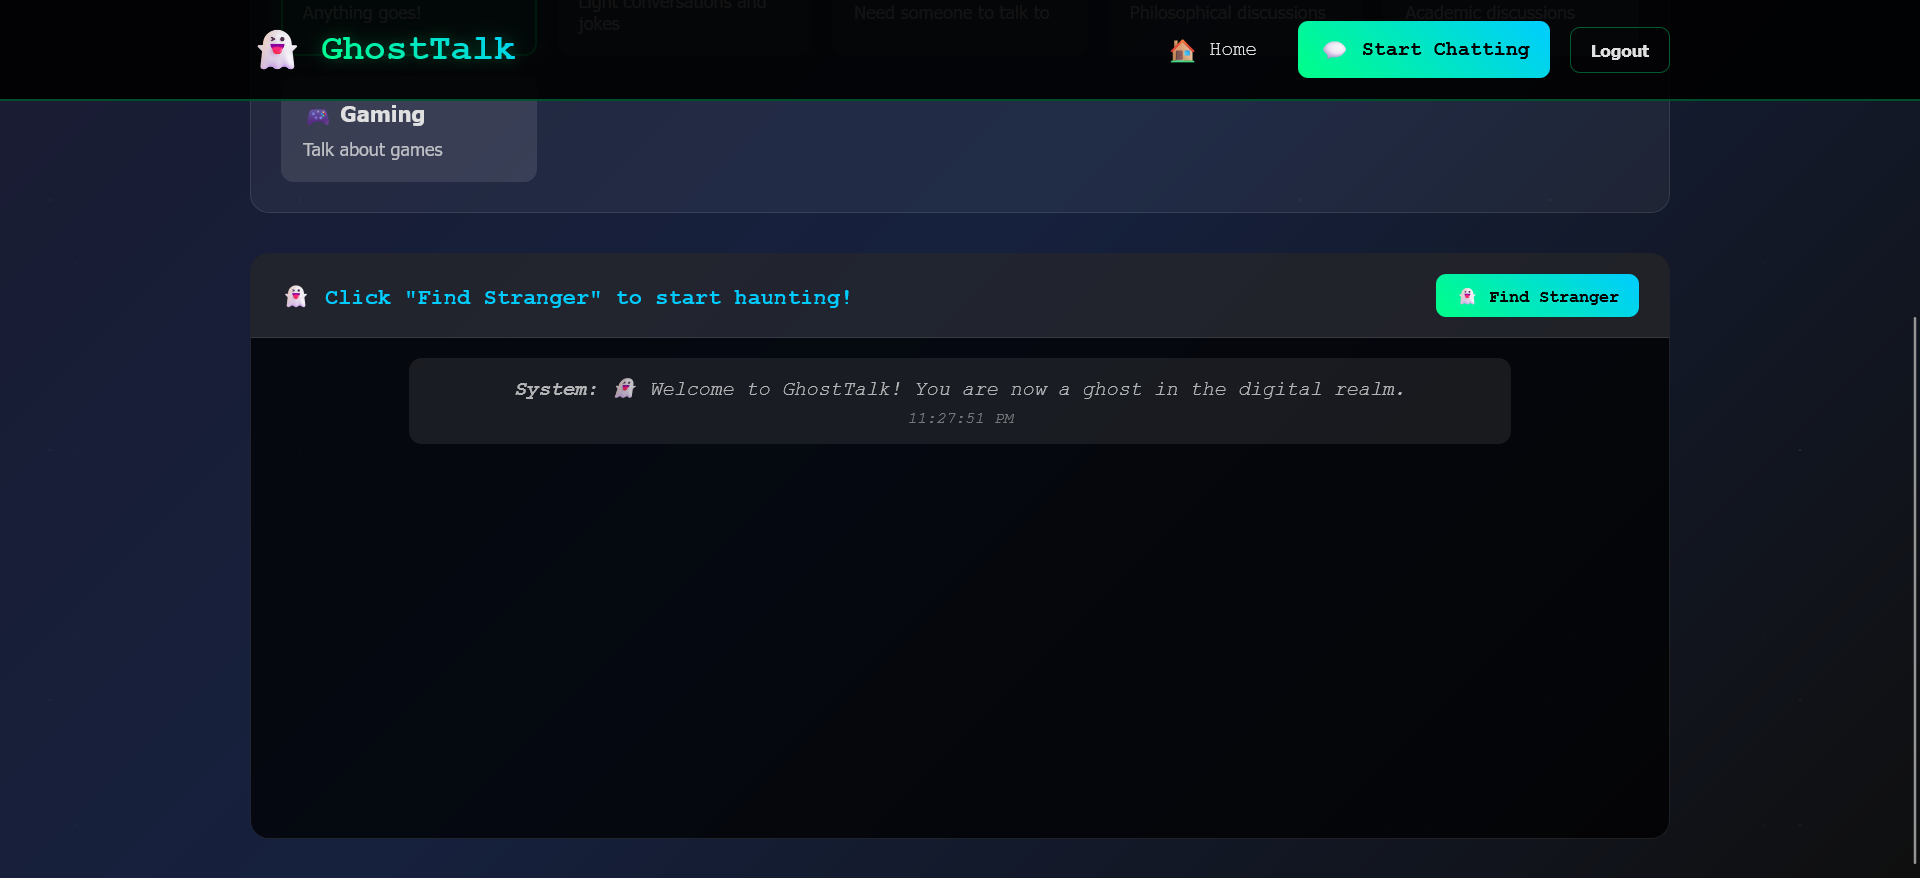 Anything goes!
Light conversations and
jokes
Need someone to talk to
Philosophical discussions
Academic discussions
GhostTalk
Home
Start Chatting
Logout
Gaming
Talk about games
Click "Find Stranger" to start haunting!
Find Stranger
System: Welcome to GhostTalk! You are now a ghost in the digital realm.
11:27:51 PM